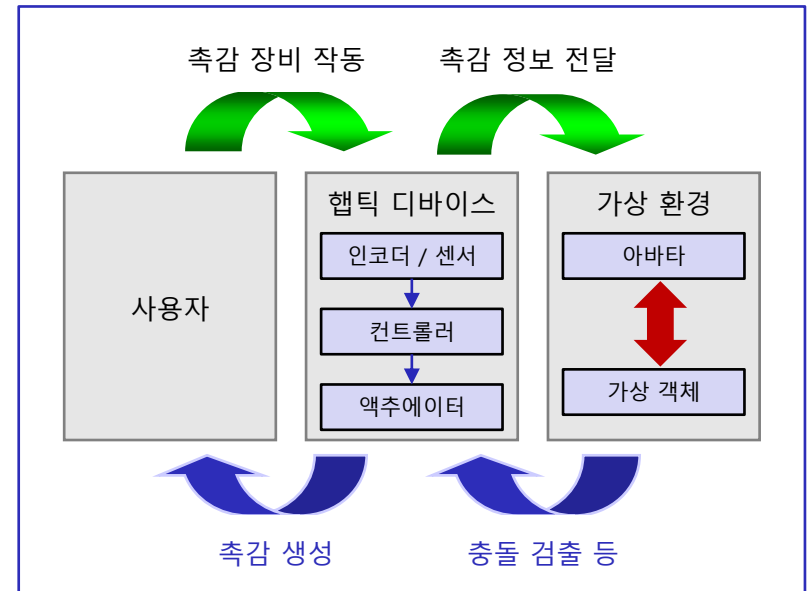 촉감 장비 작동
촉감 정보 전달
사용자
햅틱 디바이스
인코더 / 센서
컨트롤러
액추에이터
가상 환경
아바타
가상 객체
촉감 생성
충돌 검출 등